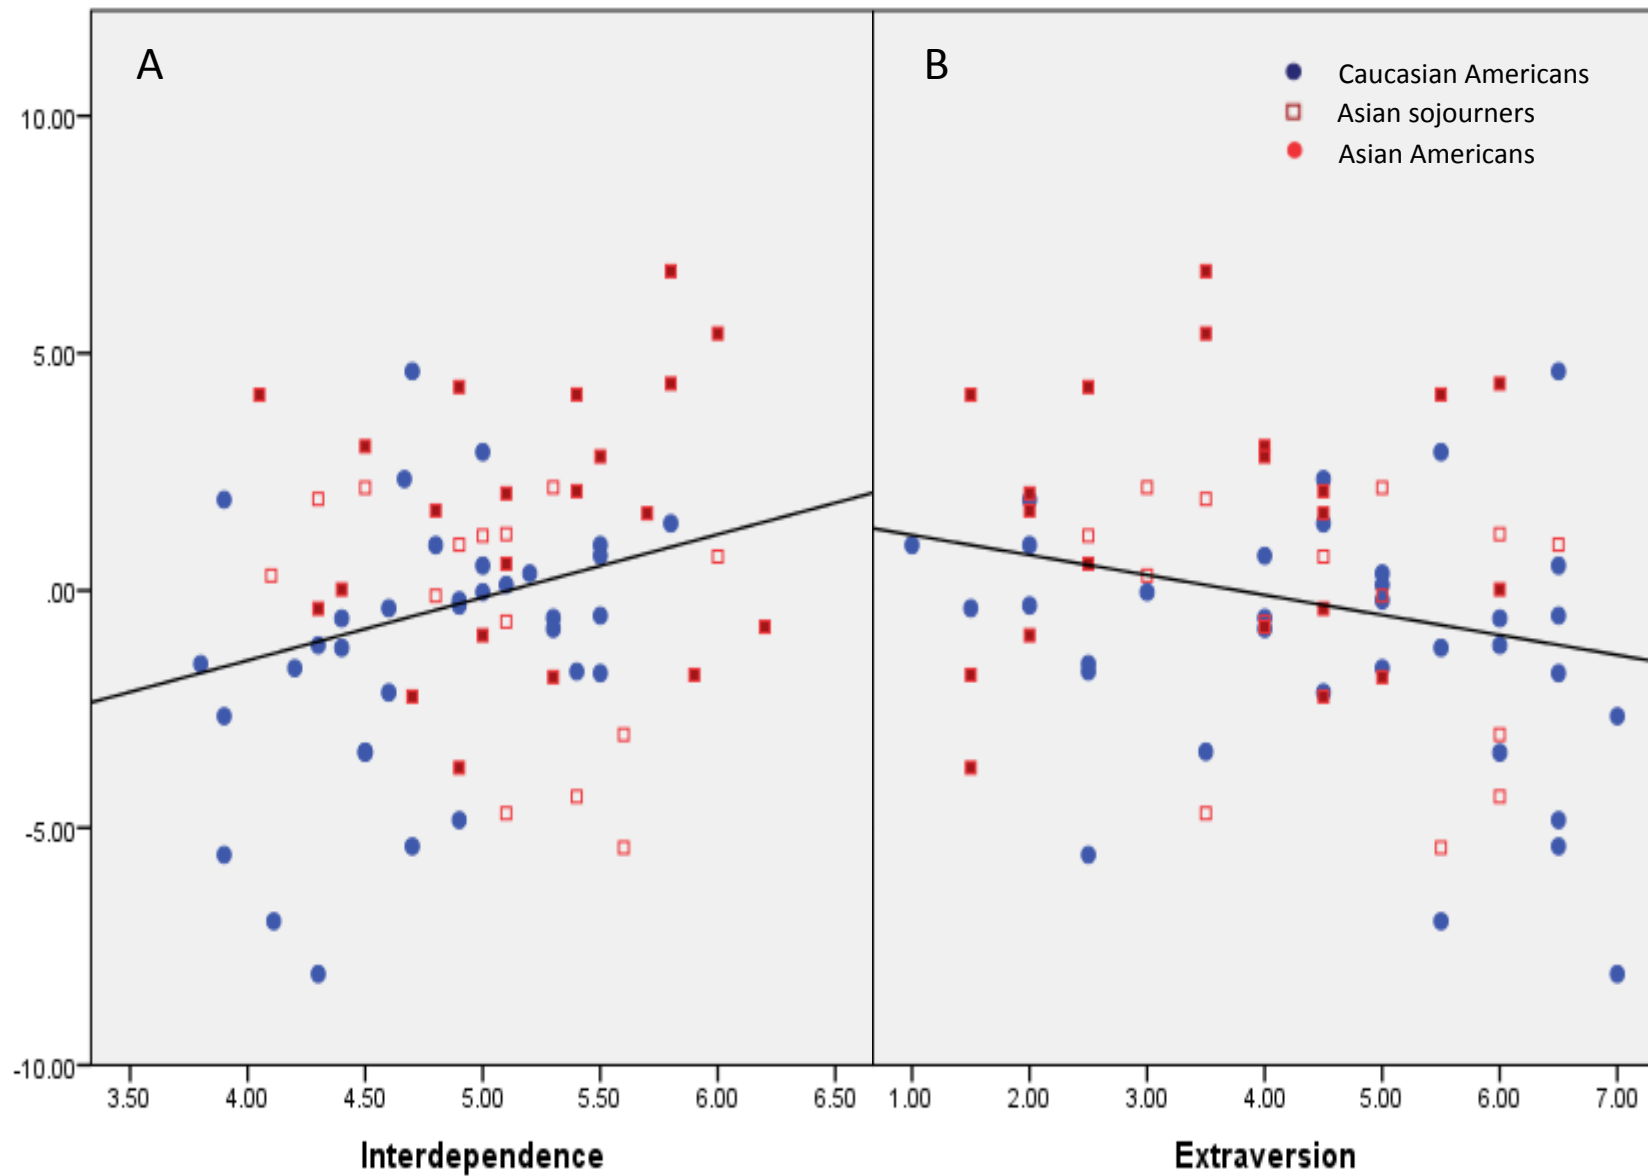 A
B
Caucasian Americans
Asian sojourners
Asian Americans
10.00
5.00
.00
-5.00
-10.00
3.50 4.00 4.50 5.00 5.50 6.00 6.50 1.00 2.00 3.00 4.00 5.00 6.00 7.00
Interdependence Extraversion